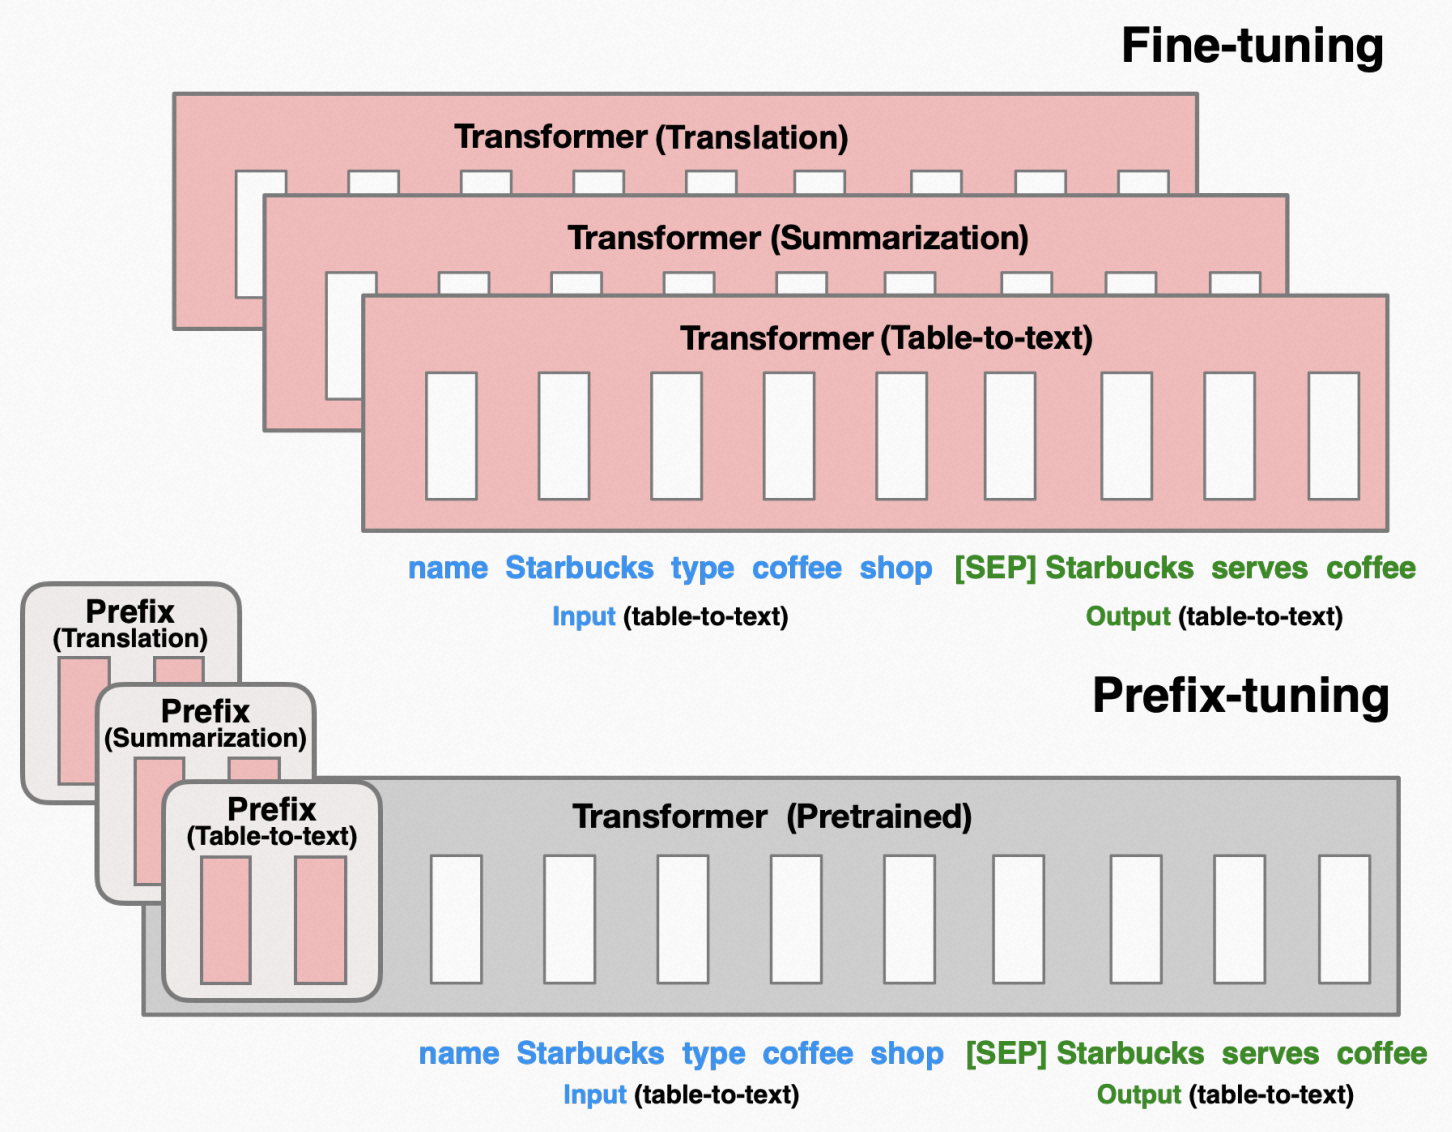 Fine-tuning
Transformer (Translation)
Transformer (Summarization)
Transformer (Table-to-text)
name Starbucks type coffee shop [SEP] Starbucks serves coffee
Input (table-to-text) Output (table-to-text)
Prefix
(Translation)
Prefix-tuning
Prefix
(Summarization)
Prefix
(Table-to-text)
Transformer (Pretrained)
name Starbucks type coffee shop [SEP] Starbucks serves coffee
Input (table-to-text) Output (table-to-text)